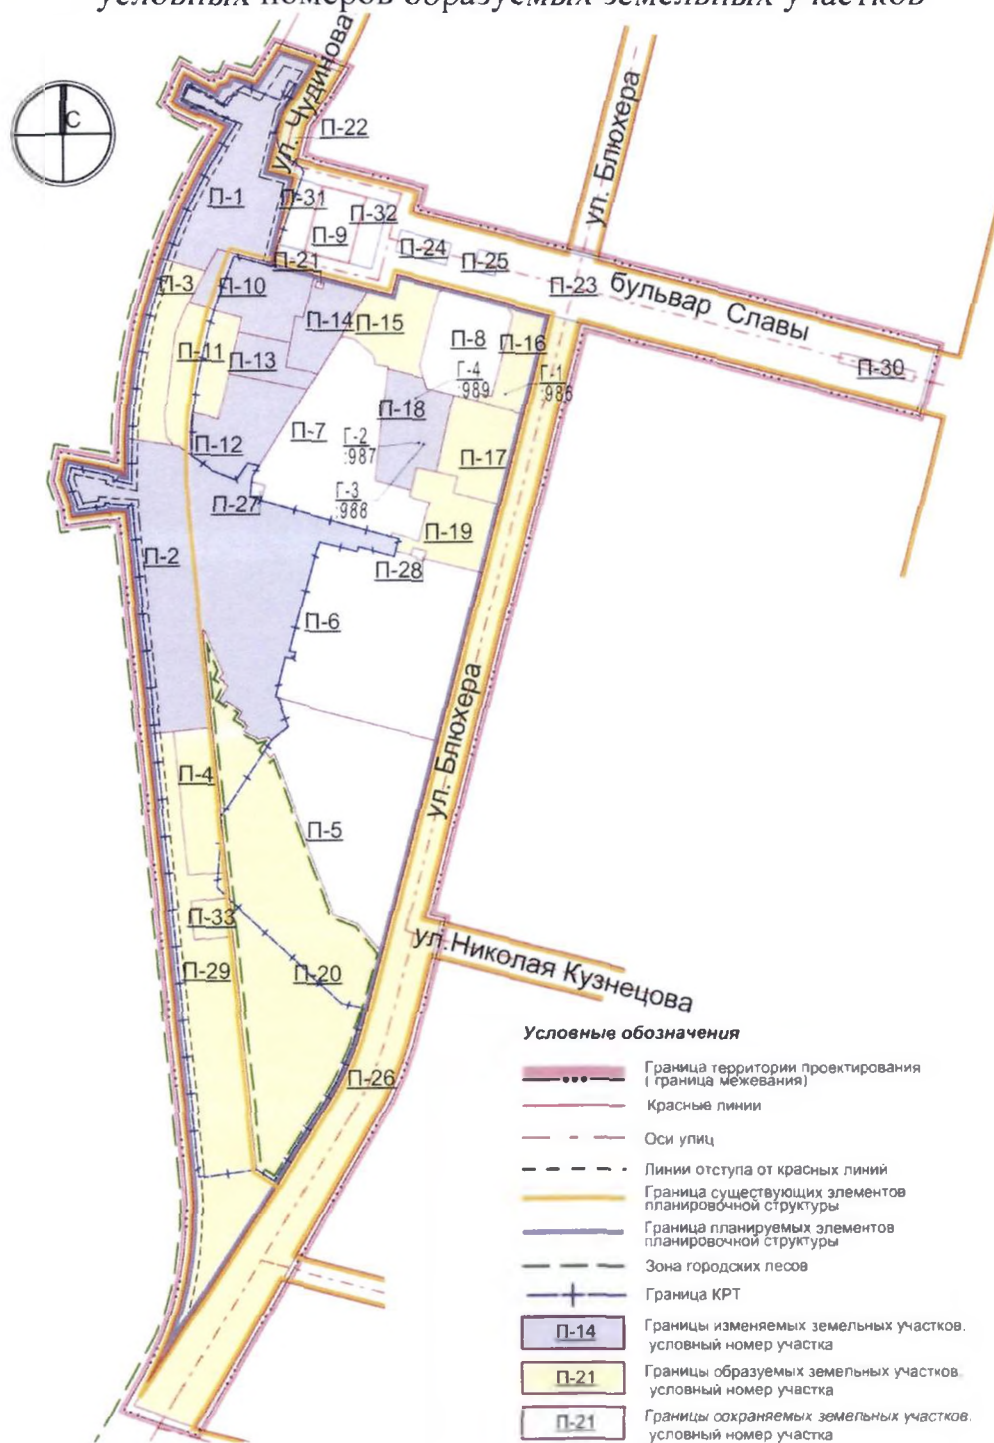 условных номеров образуемых земельных участков
С
ул. Чудинова
ул. Блюхера
П-22
П-1
П-31
П-32
П-9
П-24
П-21
П-25
П-3
П-10
П-23
бульвар Славы
П-14
П-15
П-8
П-16
П-11
П-13
Г-4
:989
Г-1
:986
П-30
П-18
П-7
Г-2
:987
П-12
П-17
Г-3
:988
П-27
П-19
П-2
П-28
П-6
ул. Блюхера
П-4
П-5
П-33
ул.Николая Кузнецова
П-29
П-20
П-26
Условные обозначения
Граница территории проектирования
( граница межевания)
Красные линии
Оси улиц
Линии отступа от красных линий
Граница существующих элементов
планировочной структуры
Граница планируемых элементов
планировочной структуры
Зона городских лесов
Граница КРТ
П-14
Границы изменяемых земельных участков.
условный номер участка
П-21
Границы образуемых земельных участков.
условный номер участка
П-21
Границы сохраняемых земельных участков.
условный номер участка